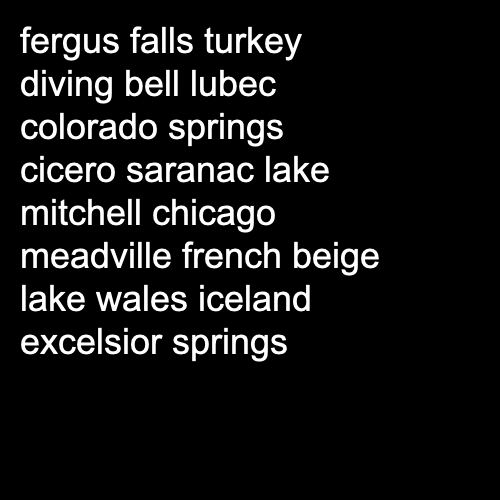 fergus falls turkey
diving bell lubec
colorado springs
cicero saranac lake
mitchell chicago
meadville french beige
lake wales iceland
excelsior springs